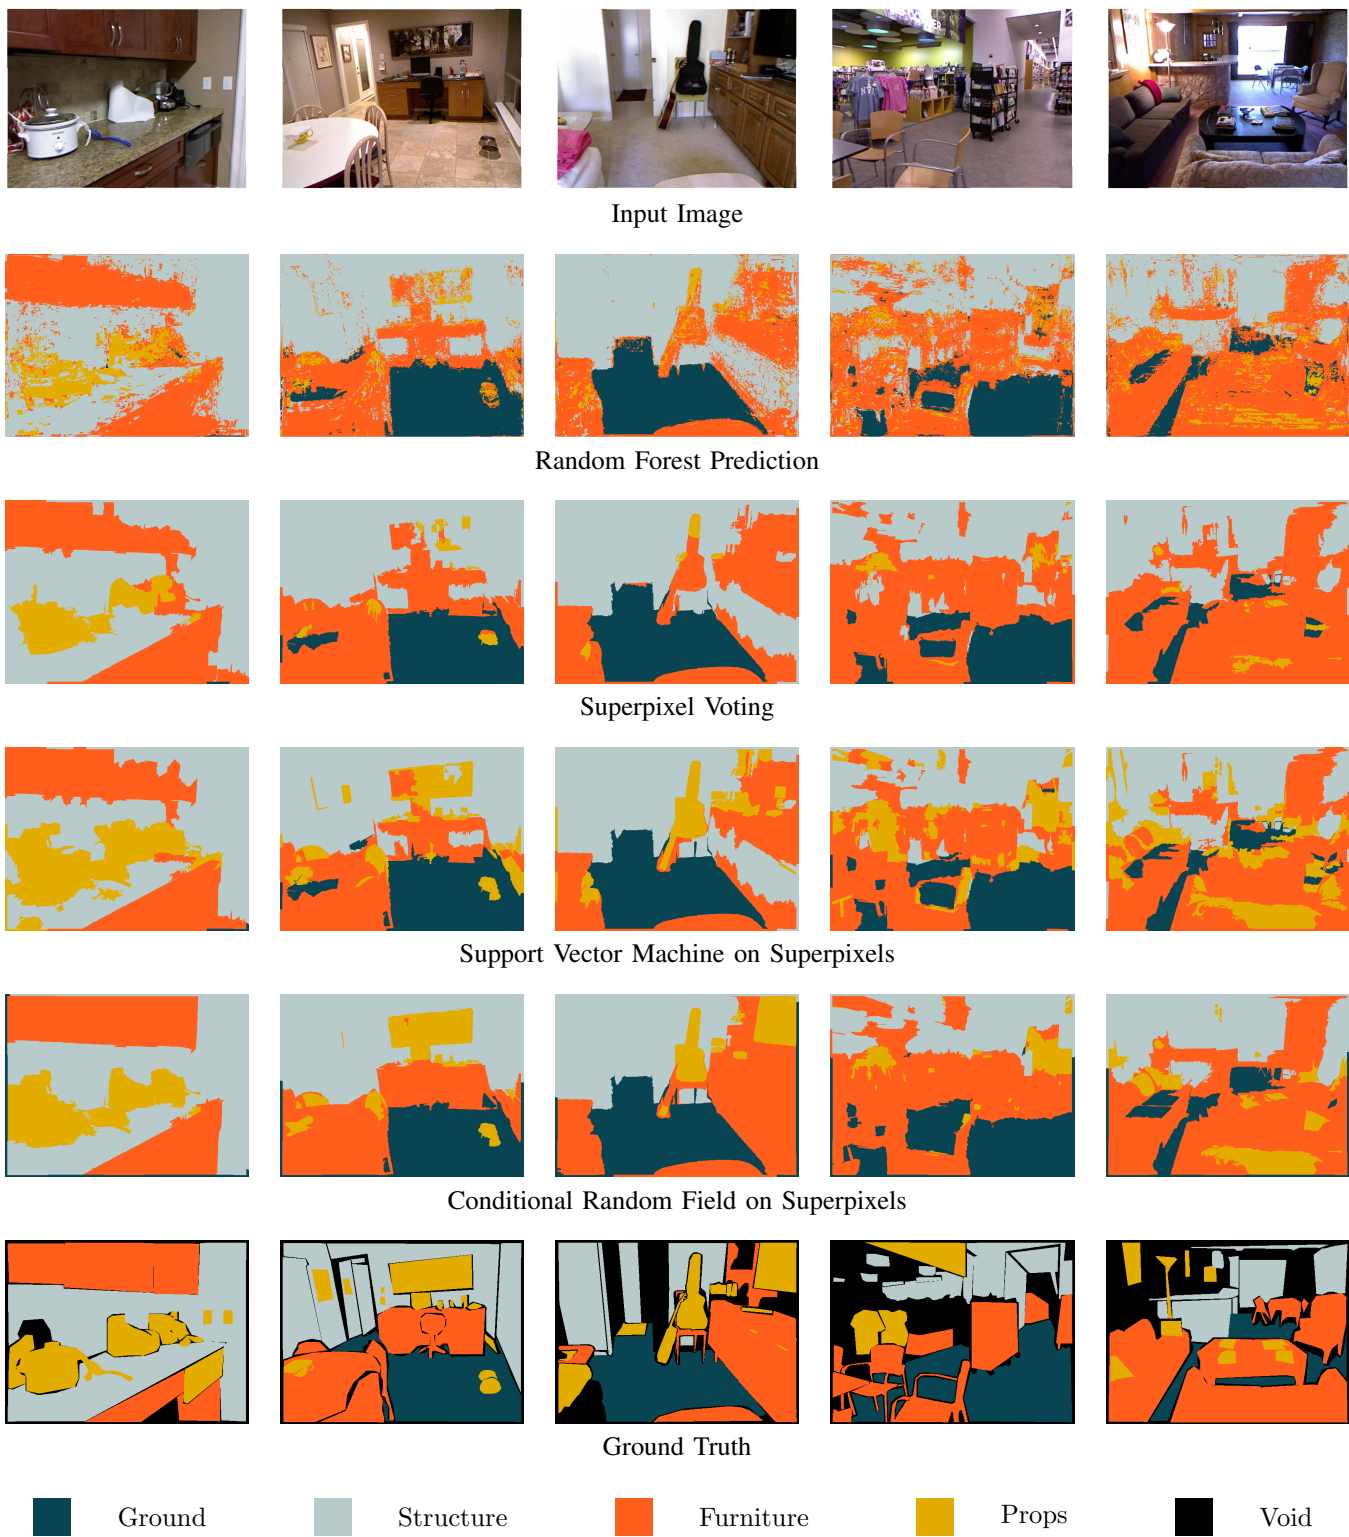 Input Image
Random Forest Prediction
Superpixel Voting
Support Vector Machine on Superpixels
Conditional Random Field on Superpixels
Ground Truth
Ground Structure Furniture Props Void